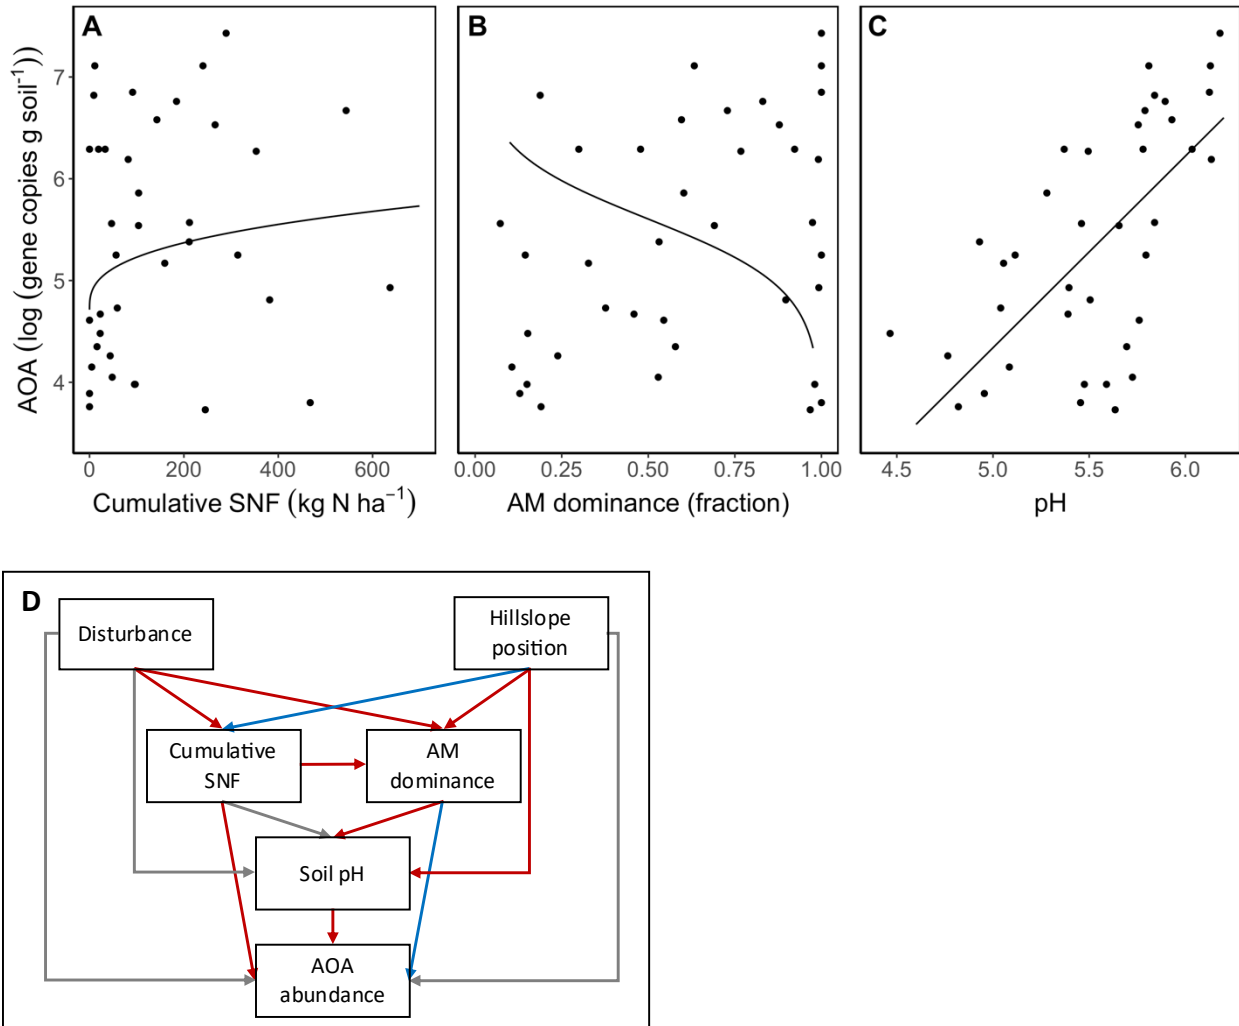 A
B
C
AOA (log (gene copies g soil⁻¹))
7
6
5
4
0
200
400
600
0.00
0.25
0.50
0.75
1.00
4.5
5.0
5.5
6.0
Cumulative SNF (kg N ha⁻¹)
AM dominance (fraction)
pH
D
Disturbance
Hillslope
position
Cumulative
SNF
AM
dominance
Soil pH
AOA
abundance